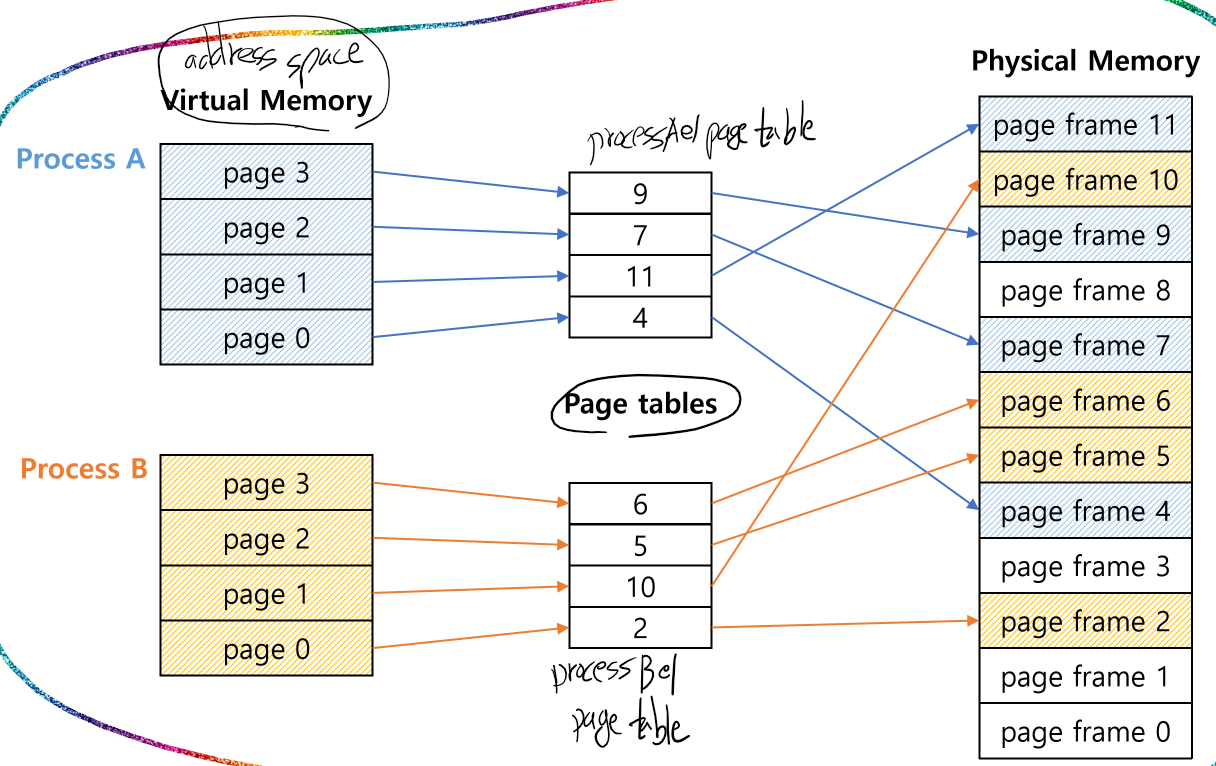 address space
Virtual Memory
Physical Memory
Process A
page 3
page 2
page 1
page 0
processA의 page table
9
7
11
4
Page tables
Process B
page 3
page 2
page 1
page 0
6
5
10
2
processB의
page table
page frame 11
page frame 10
page frame 9
page frame 8
page frame 7
page frame 6
page frame 5
page frame 4
page frame 3
page frame 2
page frame 1
page frame 0